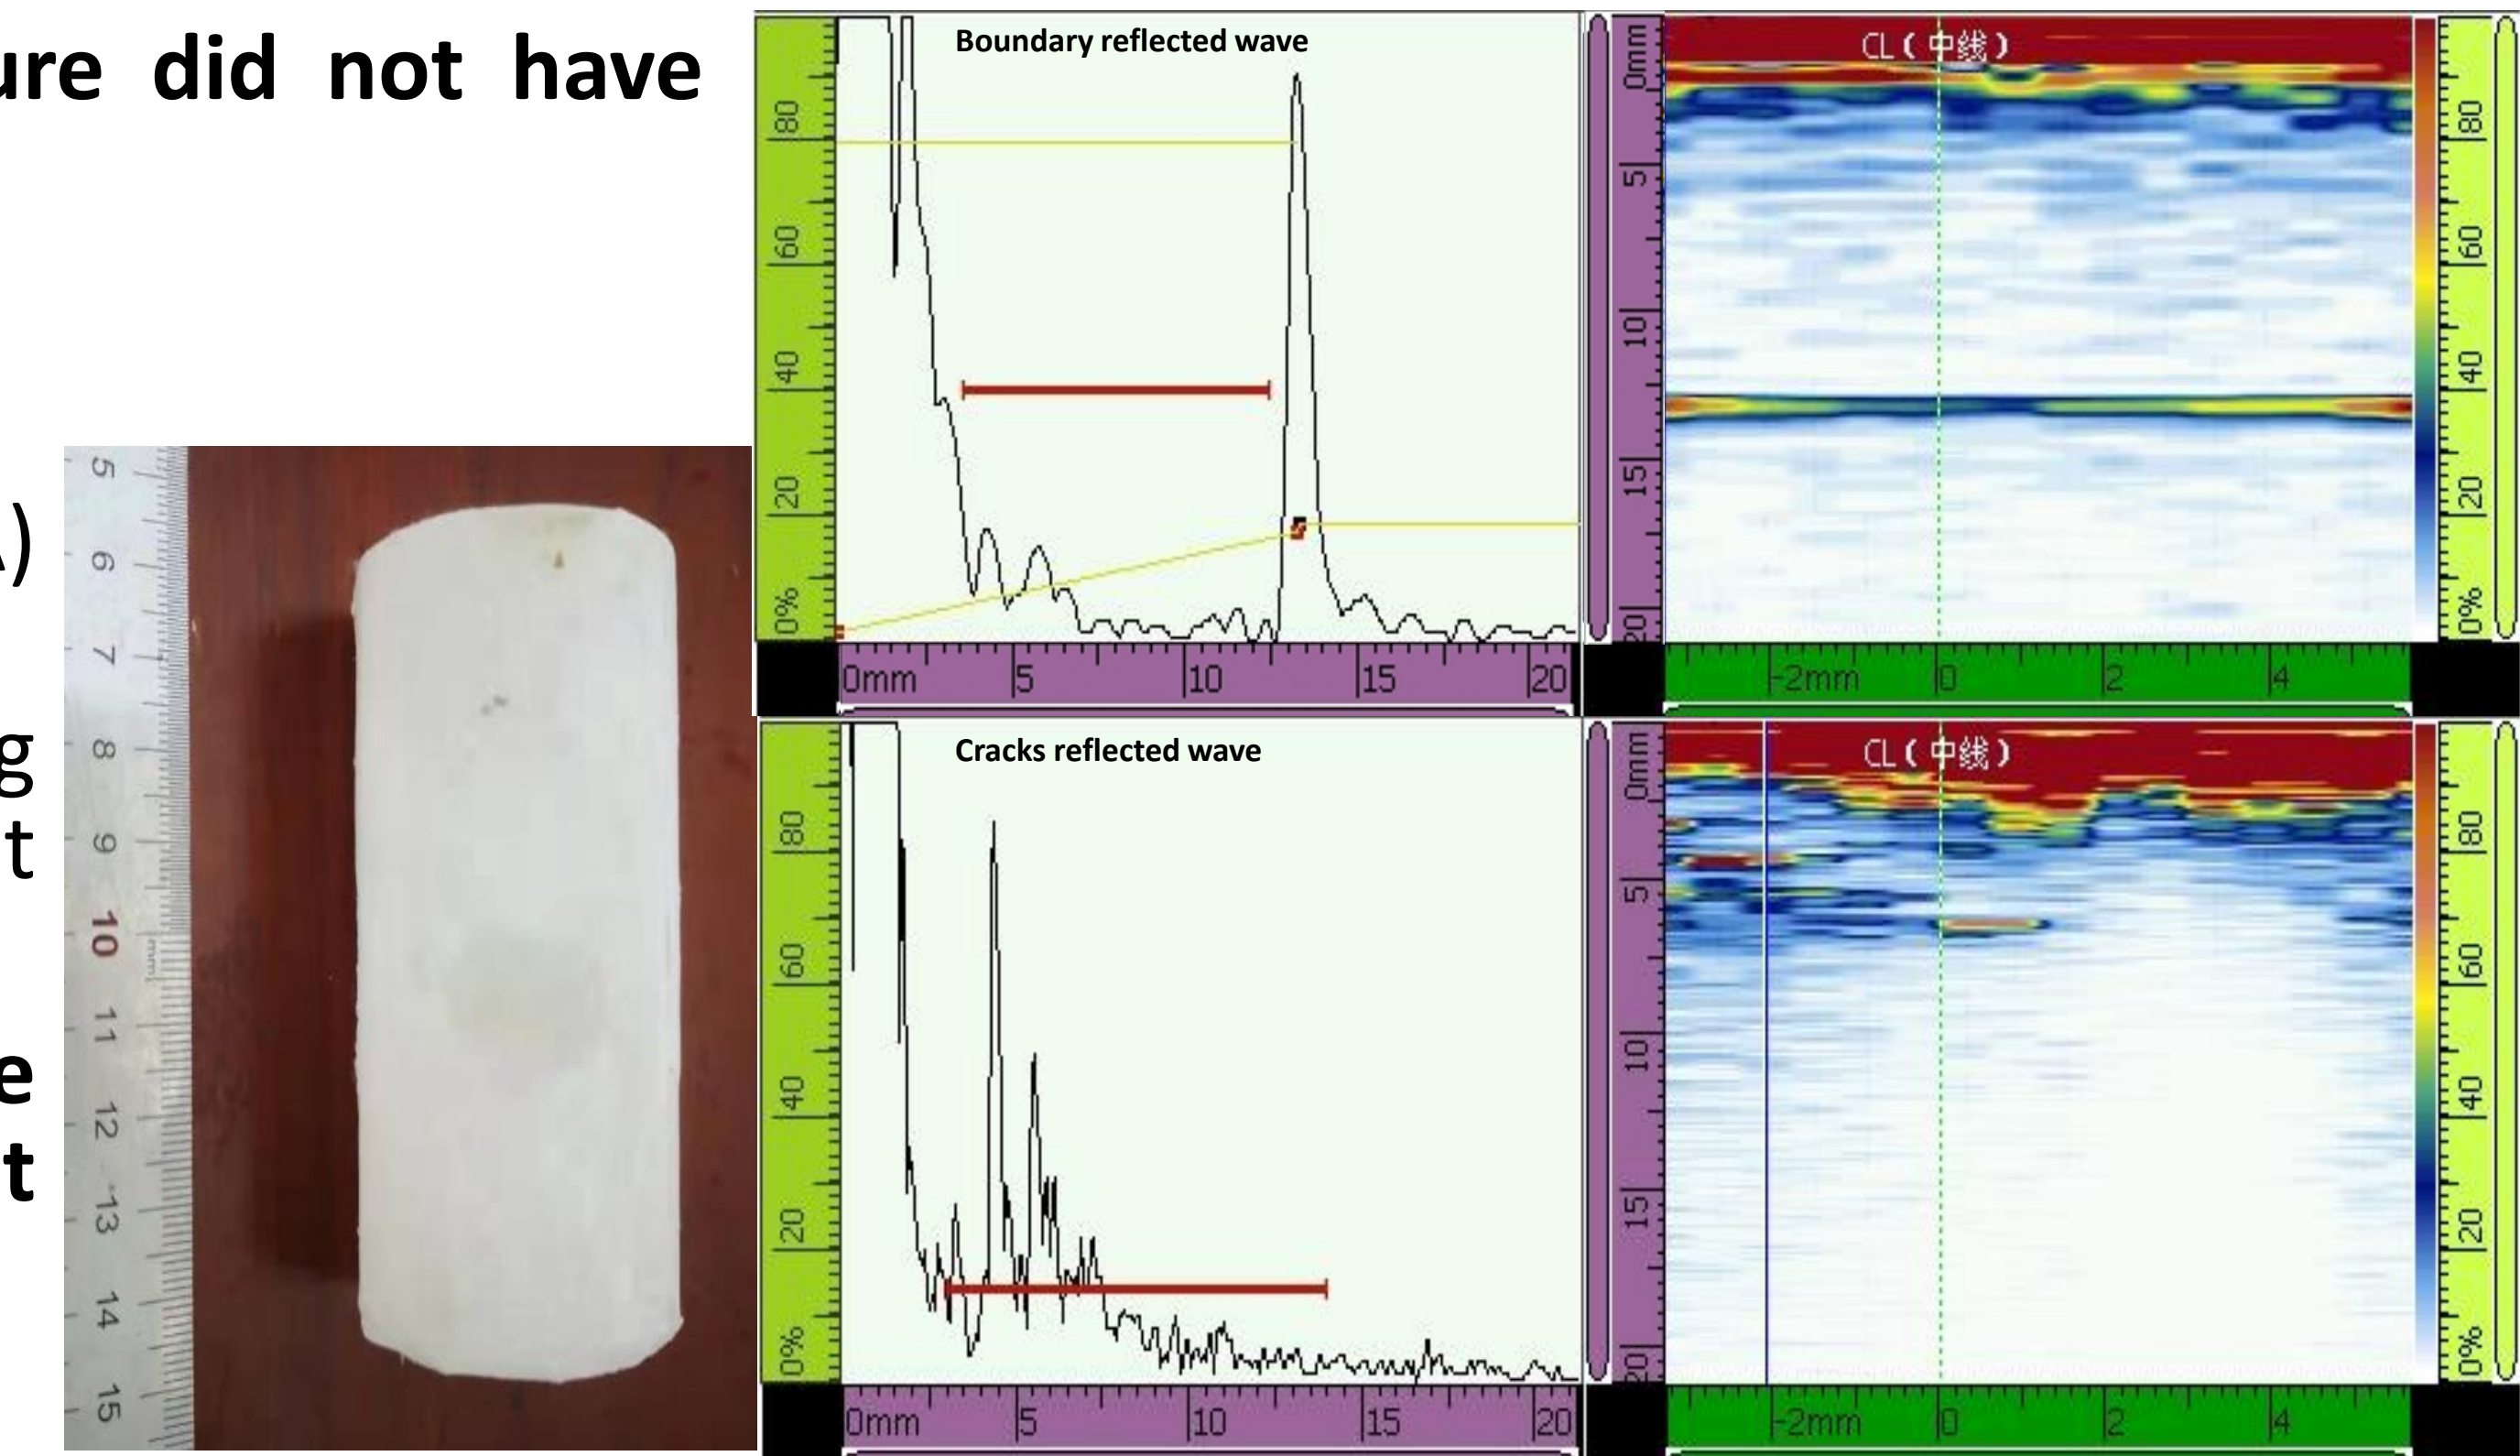 ure did not have
A)
g
t
e
t
5
6
7
8
9
10
mm
11
12
13
14
15
Boundary reflected wave
80
60
40
20
0%
0mm 5 10 15 20
CL(中线)
0mm
5
10
15
20
-2mm 0 2 4
80
60
40
20
0%
Cracks reflected wave
80
60
40
20
0%
0mm 5 10 15 20
CL(中线)
0mm
5
10
15
20
-2mm 0 2 4
80
60
40
20
0%